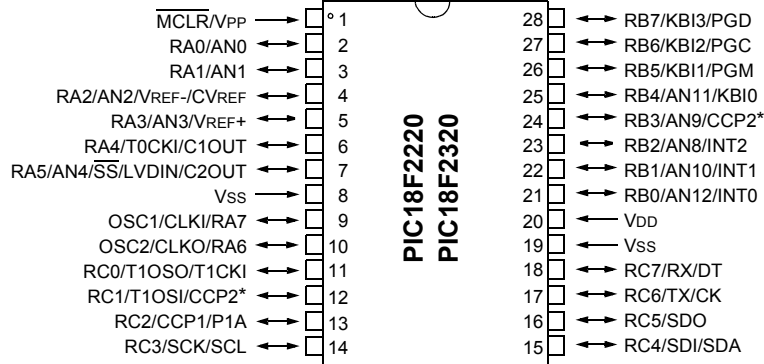 MCLR/VPP 1 28 RB7/KBI3/PGD
RA0/AN0 2 27 RB6/KBI2/PGC
RA1/AN1 3 26 RB5/KBI1/PGM
RA2/AN2/VREF-/CVREF 4 25 RB4/AN11/KBI0
RA3/AN3/VREF+ 5 24 RB3/AN9/CCP2*
RA4/T0CKI/C1OUT 6 23 RB2/AN8/INT2
RA5/AN4/SS/LVDIN/C2OUT 7 22 RB1/AN10/INT1
VSS 8 21 RB0/AN12/INT0
OSC1/CLKI/RA7 9 20 VDD
OSC2/CLKO/RA6 10 19 VSS
RC0/T1OSO/T1CKI 11 18 RC7/RX/DT
RC1/T1OSI/CCP2* 12 17 RC6/TX/CK
RC2/CCP1/P1A 13 16 RC5/SDO
RC3/SCK/SCL 14 15 RC4/SDI/SDA
PIC18F2220
PIC18F2320